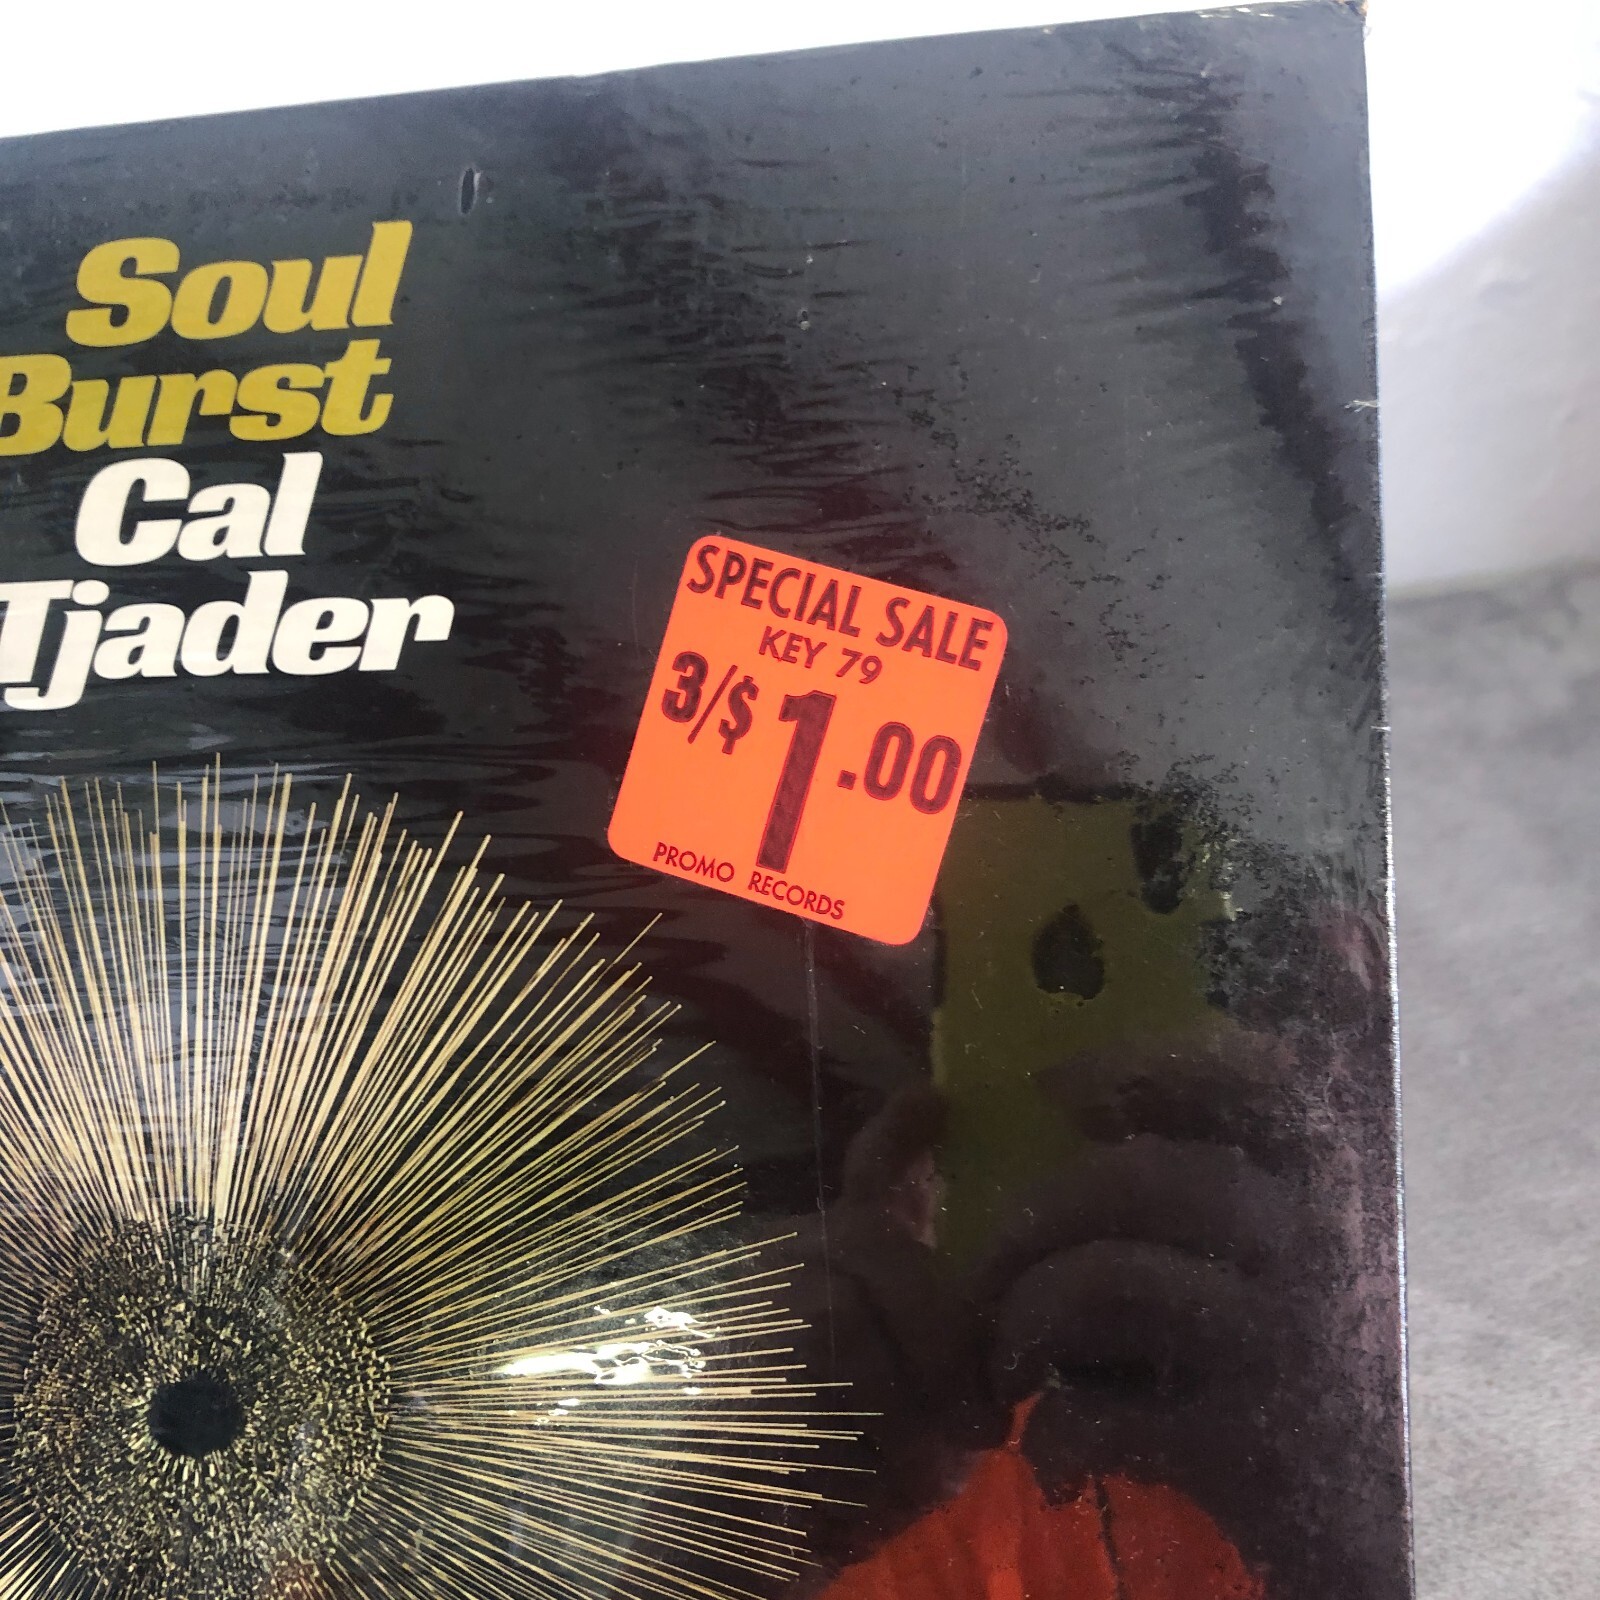 Soul
Burst
Cal
Tjader
SPECIAL SALE
KEY 79
3/$1.00
PROMO RECORDS